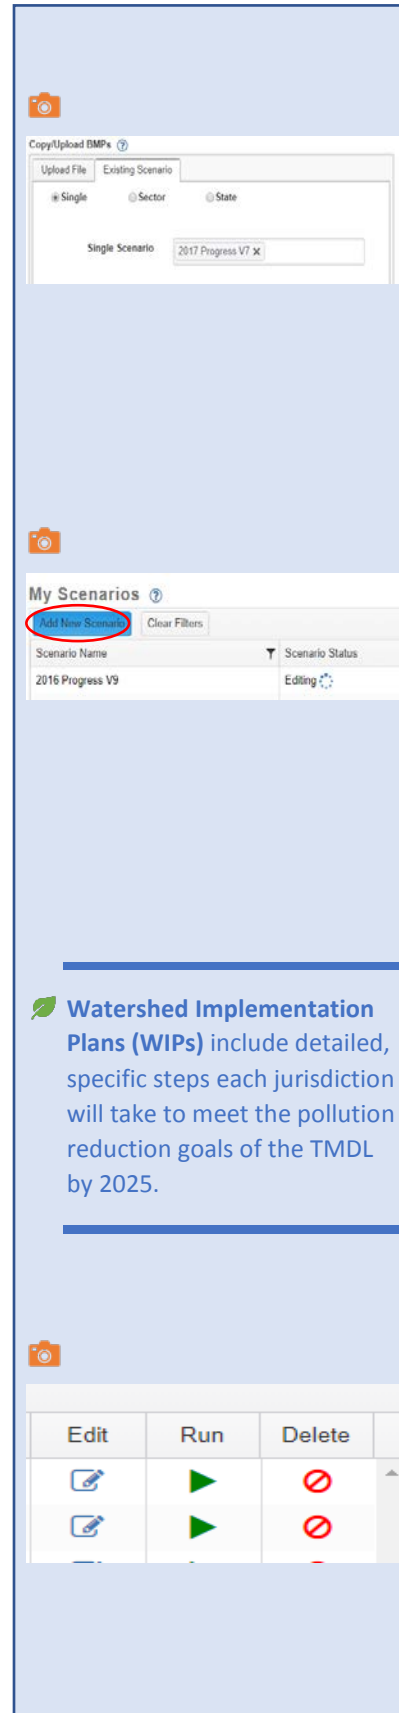 Copy/Upload BMPs ?
Upload File Existing Scenario
Single Sector State
Single Scenario 2017 Progress V7 x
My Scenarios ?
Add New Scenario Clear Filters
Scenario Name Scenario Status
2016 Progress V9 Editing
Watershed Implementation
Plans (WIPs) include detailed,
specific steps each jurisdiction
will take to meet the pollution
reduction goals of the TMDL
by 2025.
Edit Run Delete